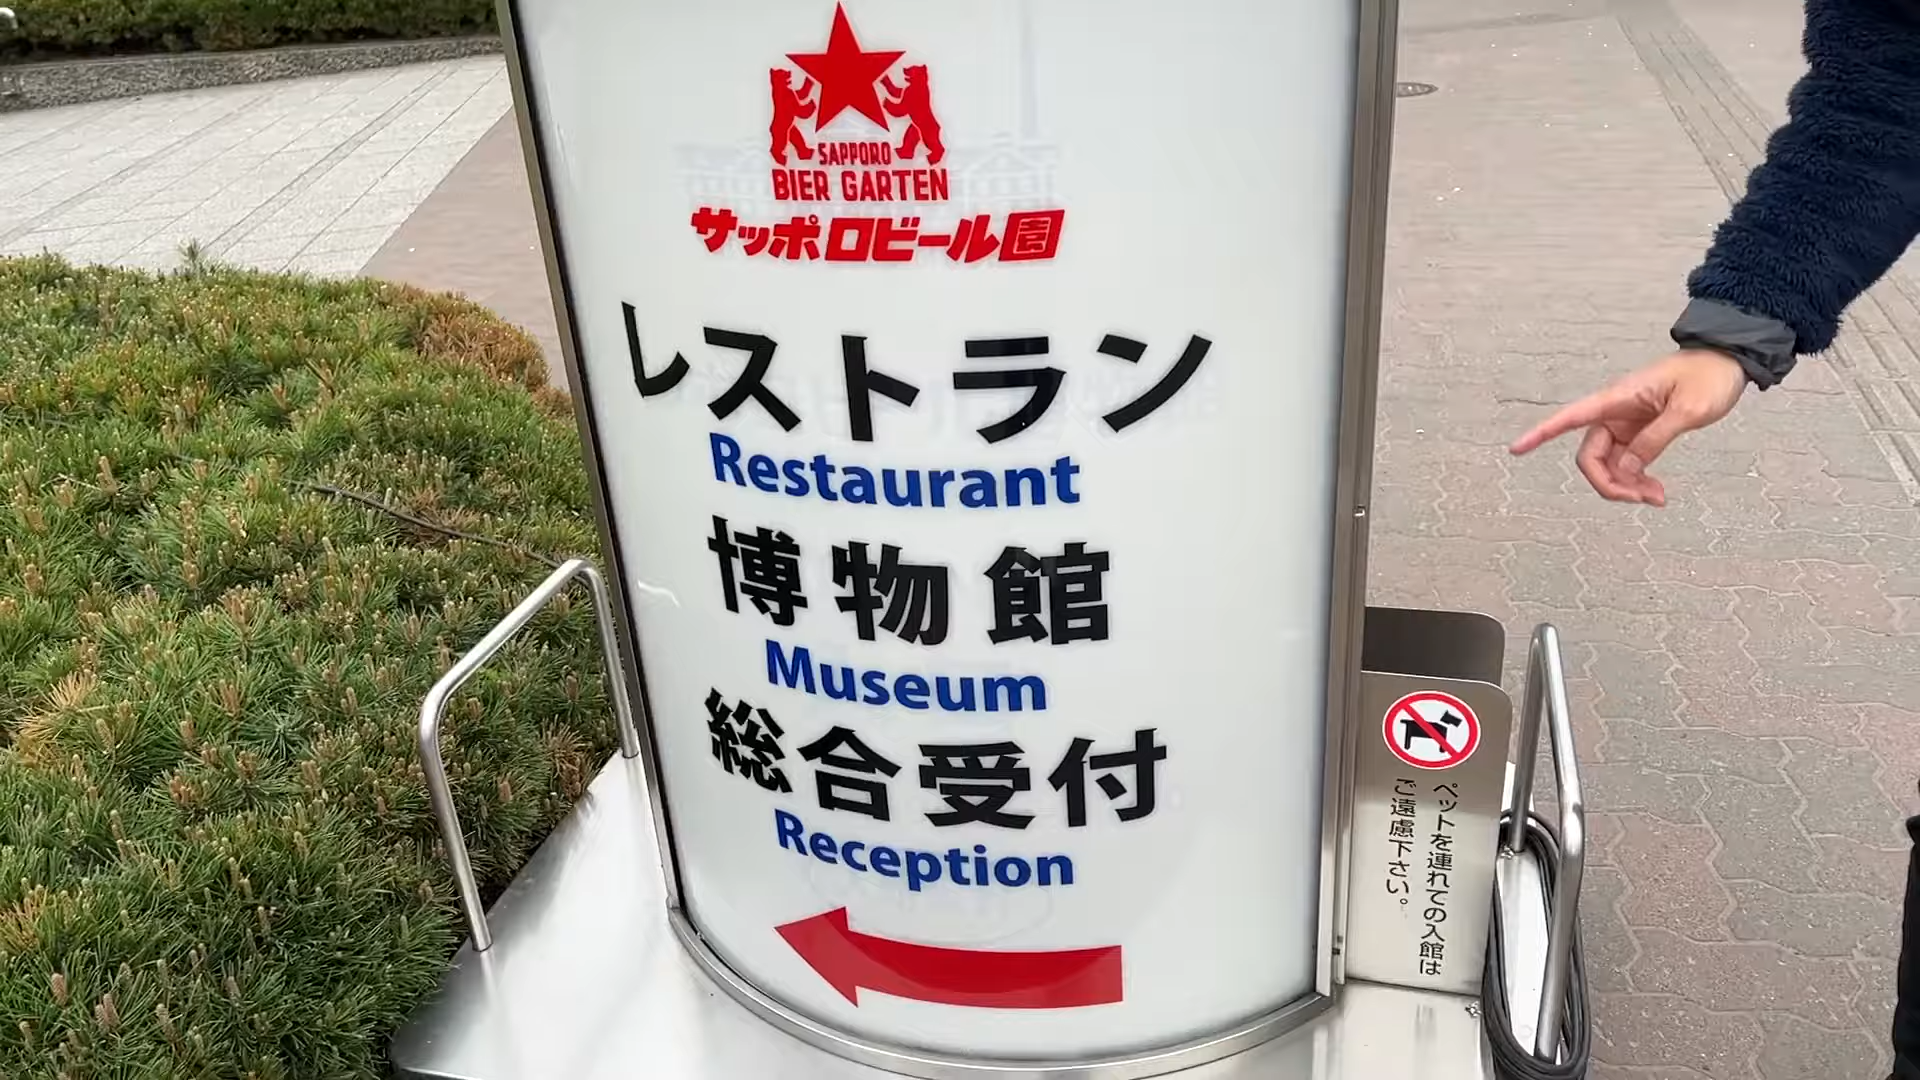 SAPPORO
BIER GARTEN
サッポロビール園
レストラン
Restaurant
博物館
Museum
総合受付
Reception
ペットを連れての入館は
ご遠慮下さい。